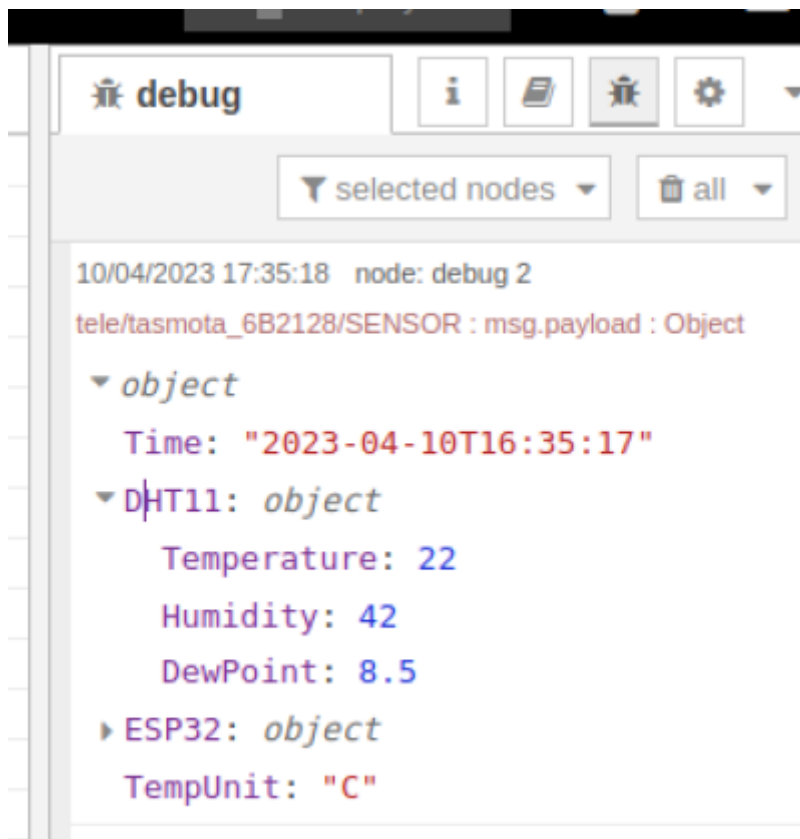 debug
selected nodes
all
10/04/2023 17:35:18 node: debug 2
tele/tasmota_6B2128/SENSOR : msg.payload : Object
object
Time: "2023-04-10T16:35:17"
DHT11: object
Temperature: 22
Humidity: 42
DewPoint: 8.5
ESP32: object
TempUnit: "C"